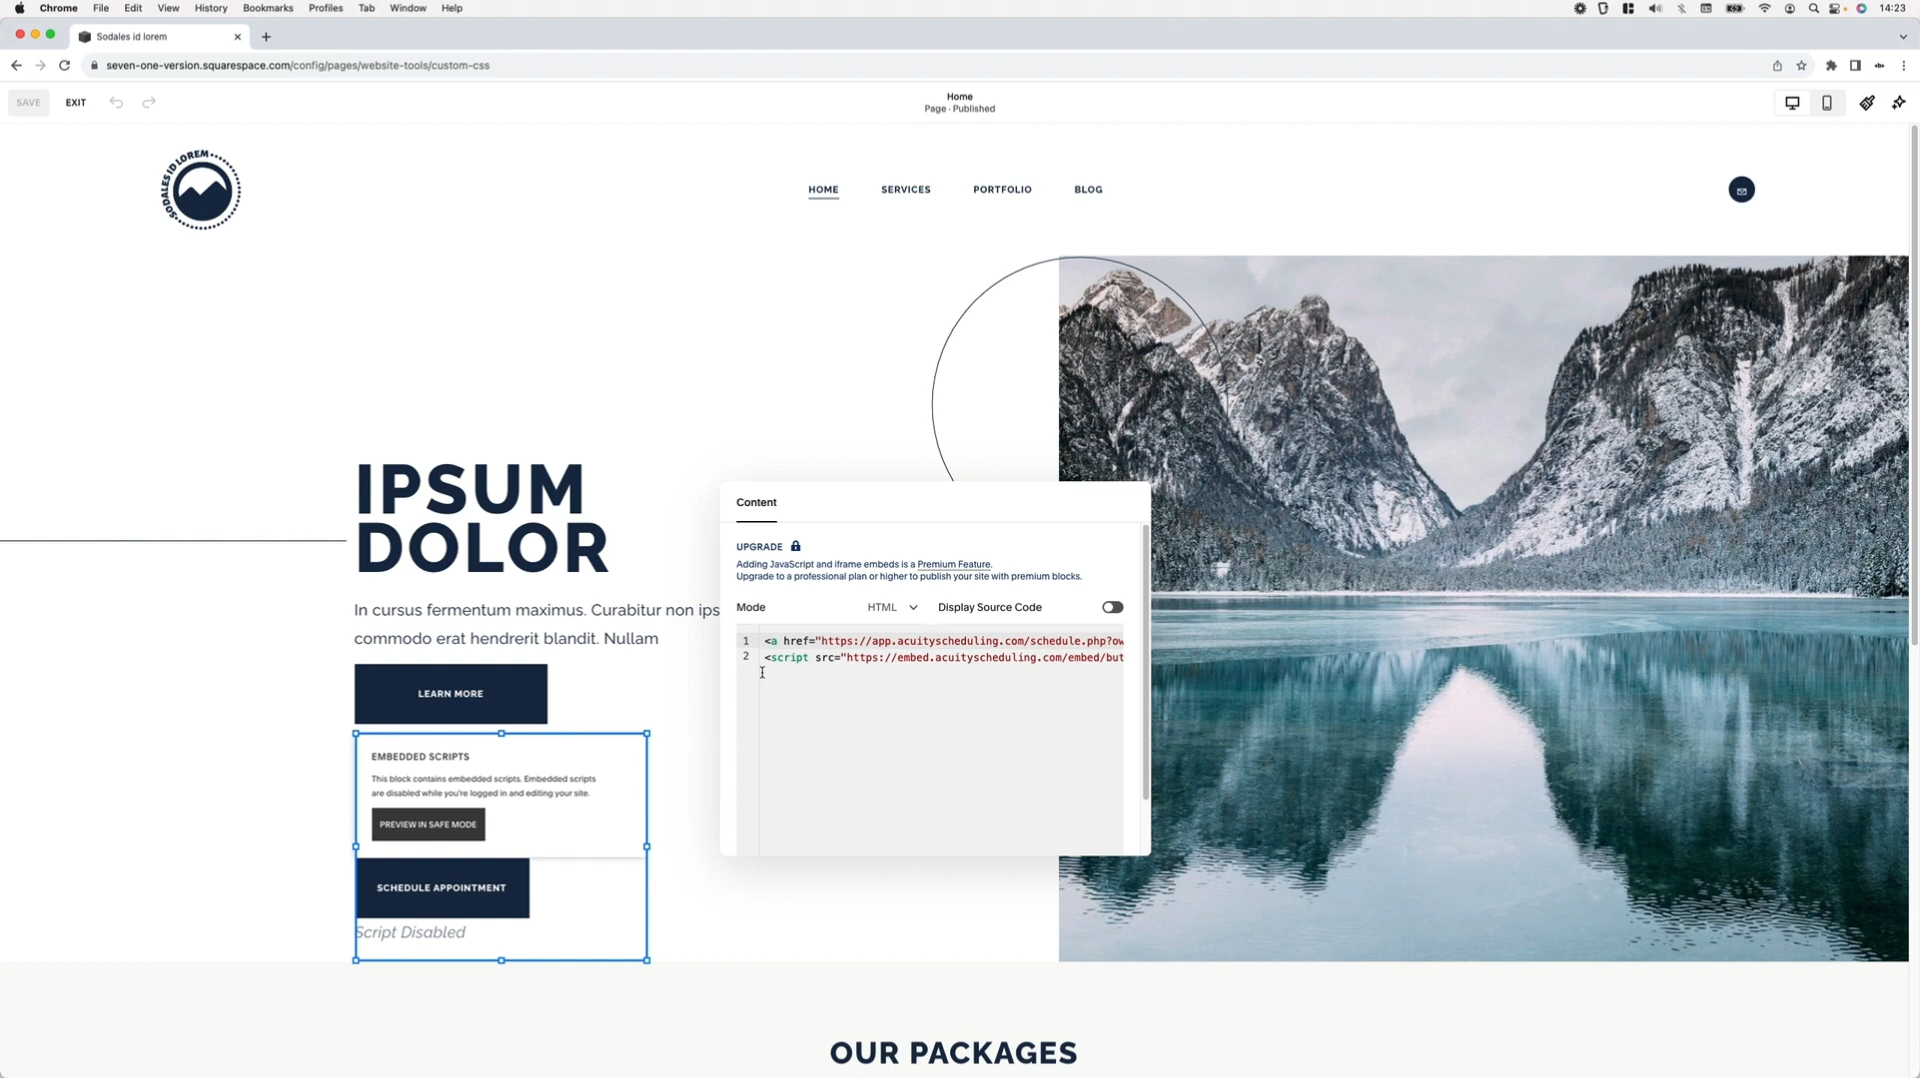 Chrome File Edit View History Bookmarks Profiles Tab Window Help 14:23
Sodales id lorem
seven-one-version.squarespace.com/config/pages/website-tools/custom-css
SAVE EXIT
Home
Page · Published
SODALES ID LOREM
HOME SERVICES PORTFOLIO BLOG
IPSUM
DOLOR
In cursus fermentum maximus. Curabitur non ips
commodo erat hendrerit blandit. Nullam
LEARN MORE
EMBEDDED SCRIPTS
This block contains embedded scripts. Embedded scripts
are disabled while you're logged in and editing your site.
PREVIEW IN SAFE MODE
SCHEDULE APPOINTMENT
Script Disabled
Content
UPGRADE
Adding JavaScript and iframe embeds is a Premium Feature.
Upgrade to a professional plan or higher to publish your site with premium blocks.
Mode HTML Display Source Code
1 <a href="https://app.acuityscheduling.com/schedule.php?ow
2 <script src="https://embed.acuityscheduling.com/embed/but
OUR PACKAGES